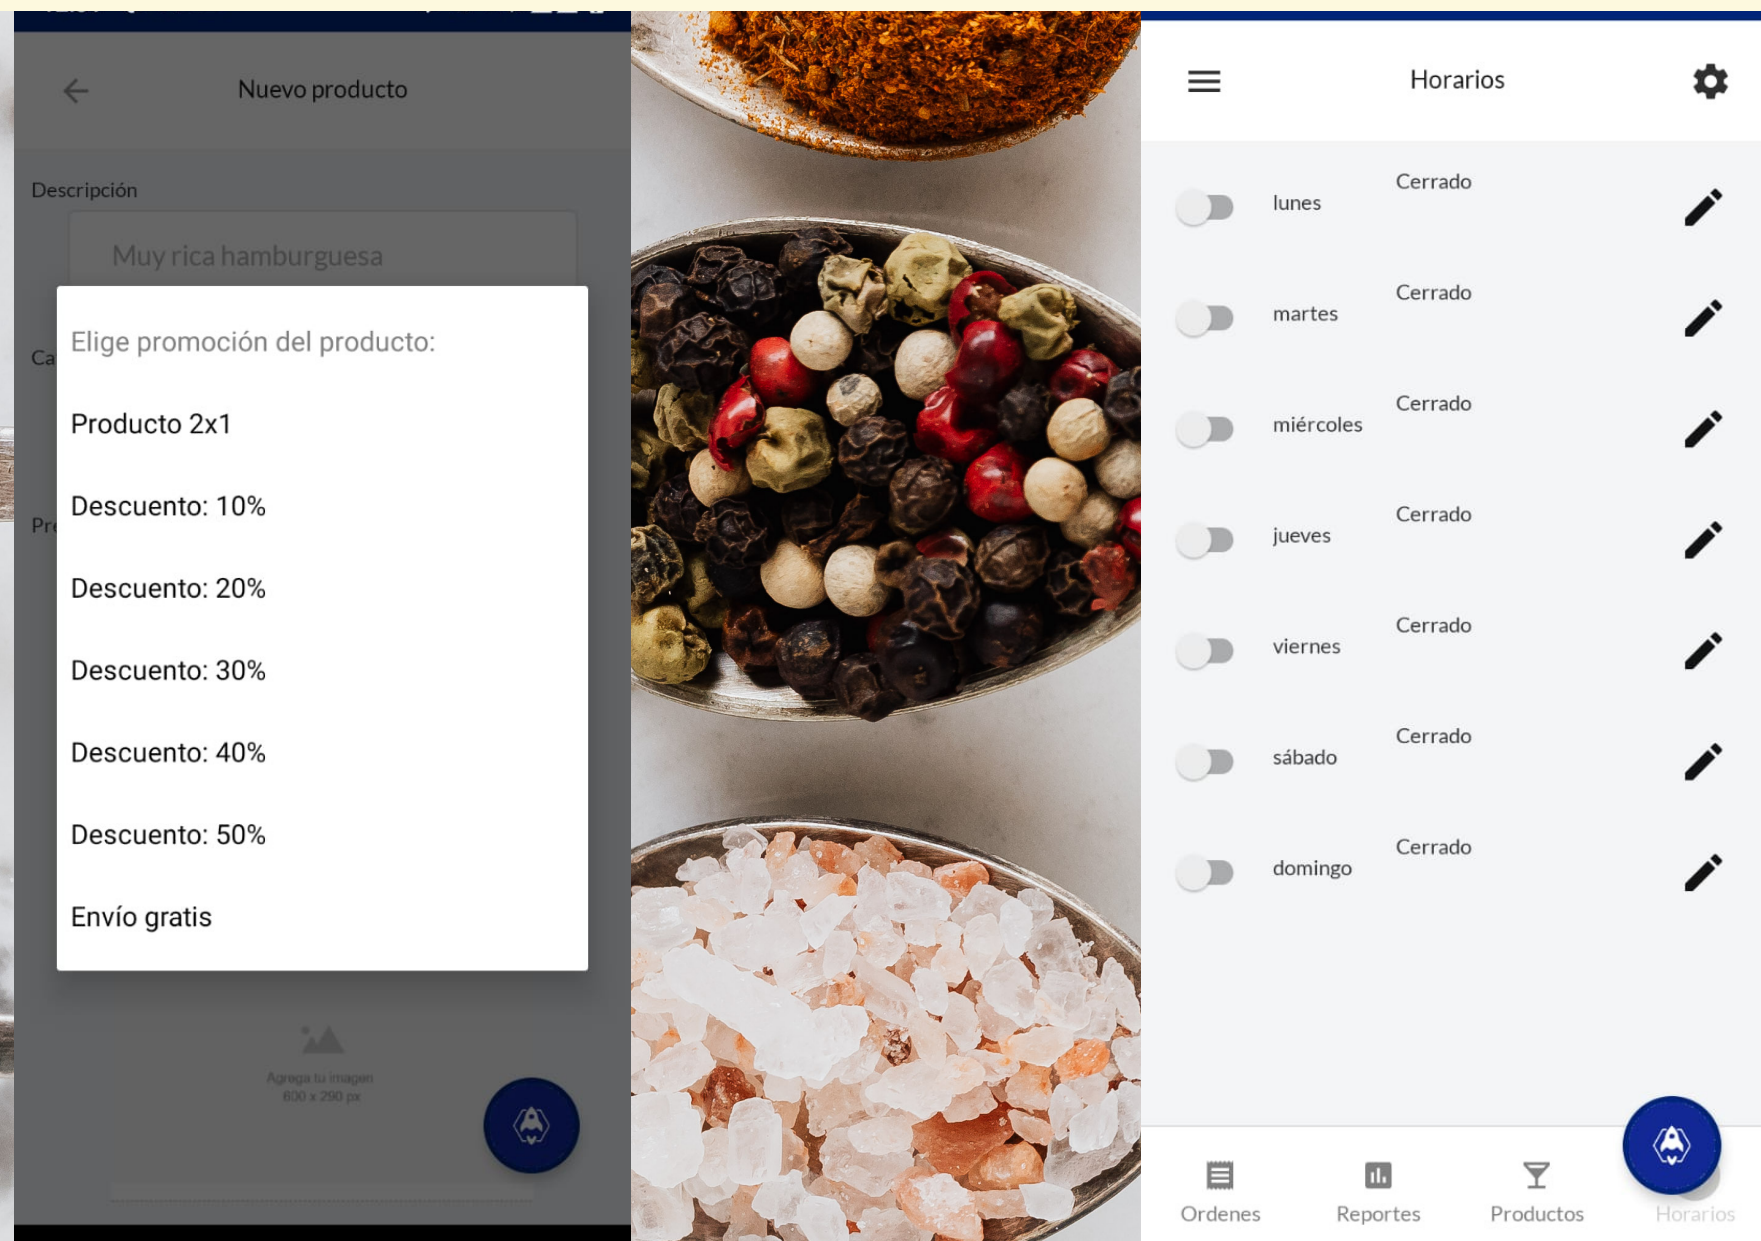 Nuevo producto
Descripción
Muy rica hamburguesa
Elige promoción del producto:
Producto 2x1
Descuento: 10%
Descuento: 20%
Descuento: 30%
Descuento: 40%
Descuento: 50%
Envío gratis
Agrega tu imagen
600 x 290 px
Horarios
lunes Cerrado
martes Cerrado
miércoles Cerrado
jueves Cerrado
viernes Cerrado
sábado Cerrado
domingo Cerrado
Ordenes Reportes Productos Horarios